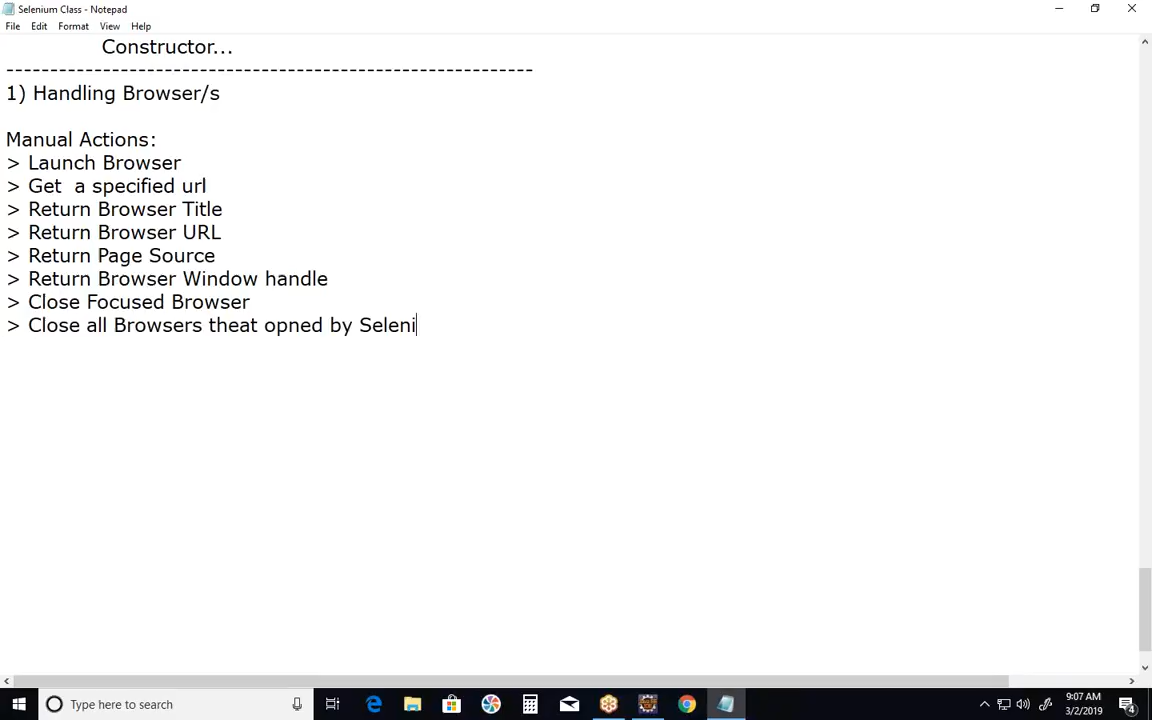 Selenium Class - Notepad
File Edit Format View Help
Constructor...
------------------------------------------------------------
1) Handling Browser/s
Manual Actions:
> Launch Browser
> Get  a specified url
> Return Browser Title
> Return Browser URL
> Return Page Source
> Return Browser Window handle
> Close Focused Browser
> Close all Browsers theat opned by Seleni
Type here to search
9:07 AM
3/2/2019
4